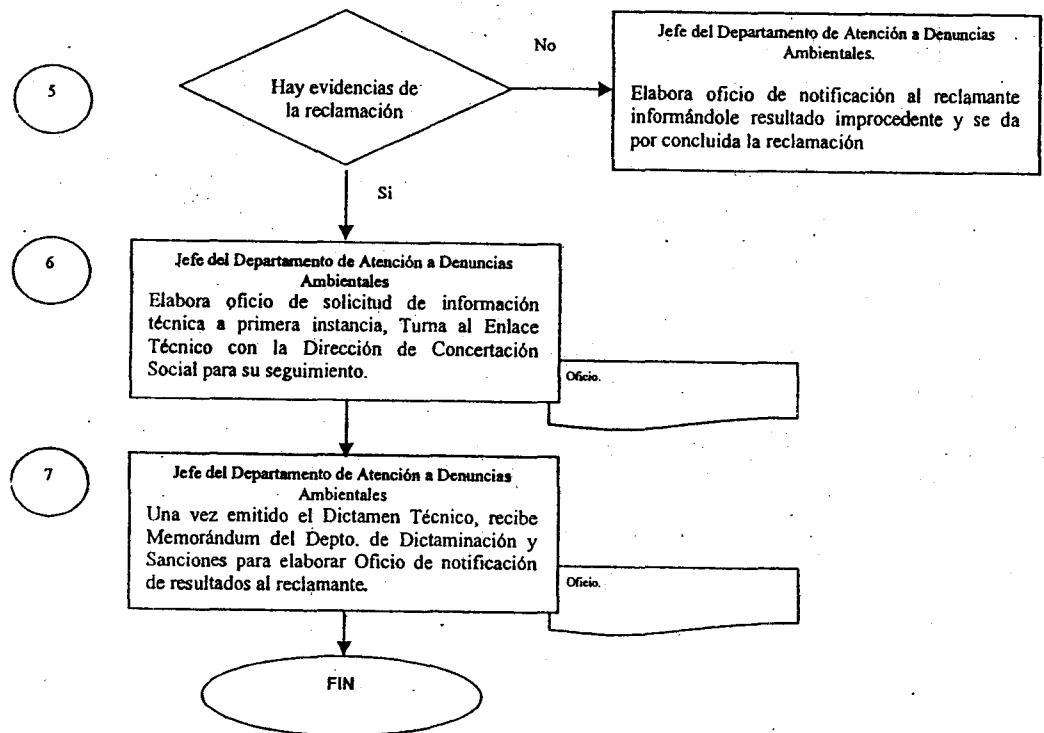 5
Hay evidencias de
la reclamación
No
Jefe del Departamento de Atención a Denuncias
Ambientales.
Elabora oficio de notificación al reclamante
informándole resultado improcedente y se da
por concluida la reclamación
Si
6
Jefe del Departamento de Atención a Denuncias
Ambientales
Elabora oficio de solicitud de información
técnica a primera instancia, Turna al Enlace
Técnico con la Dirección de Concertación
Social para su seguimiento.
Oficio.
7
Jefe del Departamento de Atención a Denuncias
Ambientales
Una vez emitido el Dictamen Técnico, recibe
Memorándum del Depto. de Dictaminación y
Sanciones para elaborar Oficio de notificación
de resultados al reclamante.
Oficio.
FIN